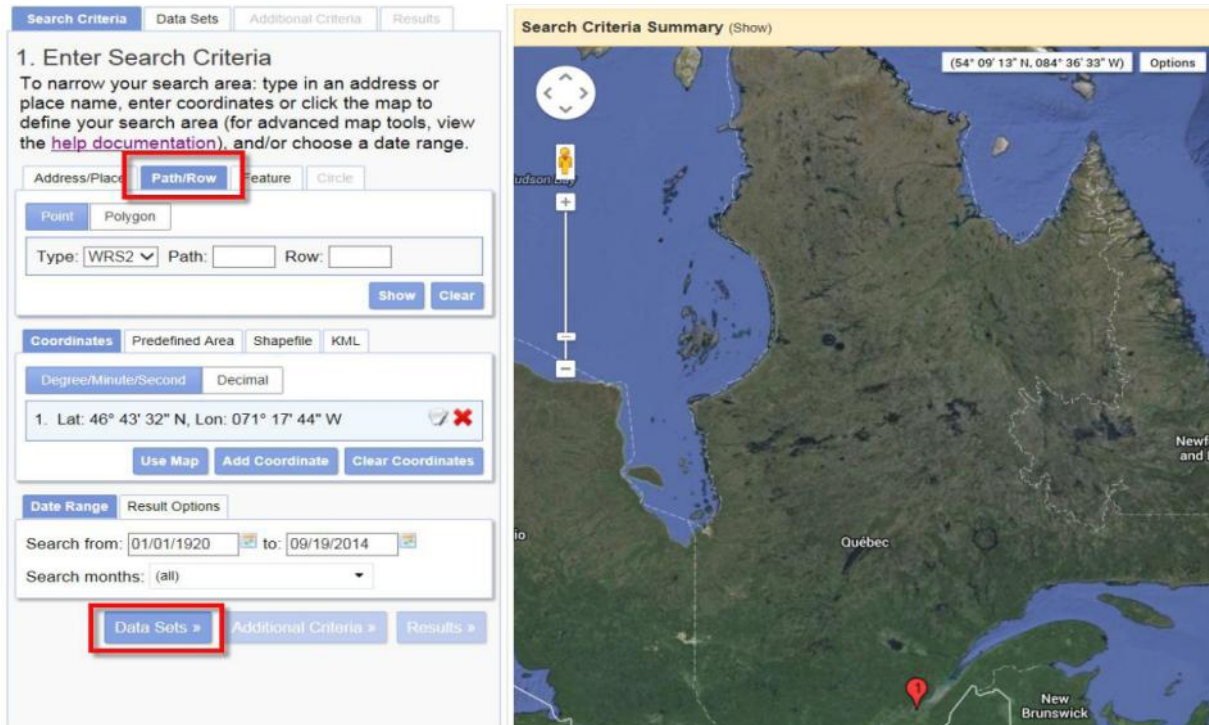 Search Criteria Data Sets Additional Criteria Results
1. Enter Search Criteria
To narrow your search area: type in an address or
place name, enter coordinates or click the map to
define your search area (for advanced map tools, view
the help documentation), and/or choose a date range.
Address/Place Path/Row Feature Circle
Point Polygon
Type: WRS2 Path: Row:
Show Clear
Coordinates Predefined Area Shapefile KML
Degree/Minute/Second Decimal
1. Lat: 46° 43' 32" N, Lon: 071° 17' 44" W
Use Map Add Coordinate Clear Coordinates
Date Range Result Options
Search from: 01/01/1920 to: 09/19/2014
Search months: (all)
Data Sets » Additional Criteria » Results »
Search Criteria Summary (Show)
(54° 09' 13" N, 084° 36' 33" W) Options
udson Bay
Newf
and
io
Québec
1
New
Brunswick